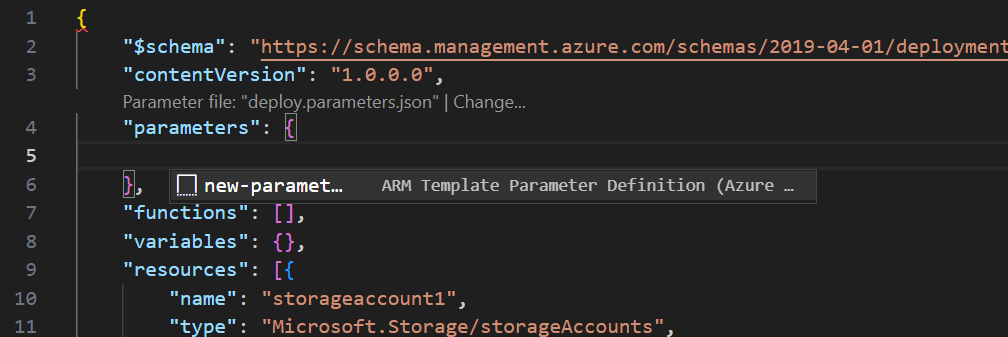 1 {
2 "$schema": "https://schema.management.azure.com/schemas/2019-04-01/deployment
3 "contentVersion": "1.0.0.0",
Parameter file: "deploy.parameters.json" | Change...
4 "parameters": {
5
6 }, new-paramet… ARM Template Parameter Definition (Azure …
7 "functions": [],
8 "variables": {},
9 "resources": [{
10 "name": "storageaccount1",
11 "type": "Microsoft.Storage/storageAccounts",